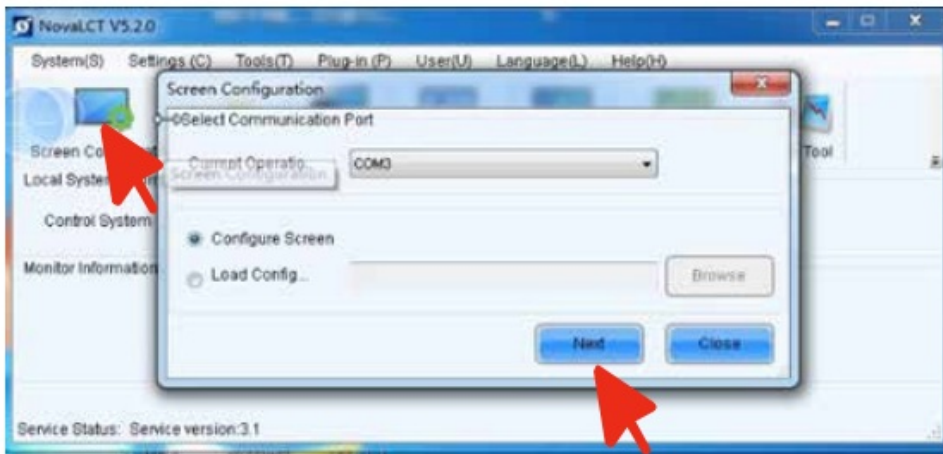 NovaLCT V5.2.0
System(S) Settings (C) Tools(T) Plug-in (P) User(U) Language(L) Help(H)
Screen Configuration
Select Communication Port
Screen Co
Tool
Current Operatio...
COM3
Screen Configuration
Local System
Control System
Configure Screen
Monitor Information
Load Config...
Browse
Next
Close
Service Status: Service version:3.1